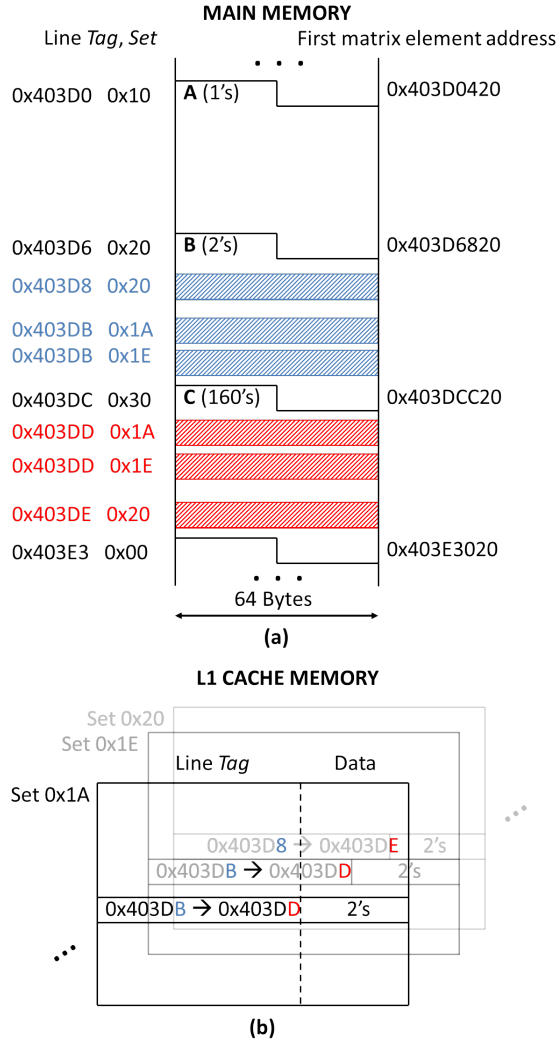 MAIN MEMORY
Line Tag, Set First matrix element address
. . .
0x403D0 0x10 A (1's) 0x403D0420
0x403D6 0x20 B (2's) 0x403D6820
0x403D8 0x20
0x403DB 0x1A
0x403DB 0x1E
0x403DC 0x30 C (160's) 0x403DCC20
0x403DD 0x1A
0x403DD 0x1E
0x403DE 0x20
0x403E3 0x00 0x403E3020
. . .
64 Bytes
(a)
L1 CACHE MEMORY
Set 0x20
Set 0x1E
Line Tag Data
Set 0x1A
...
0x403D8 → 0x403DE 2's
0x403DB → 0x403DD 2's
0x403DB → 0x403DD 2's
...
(b)